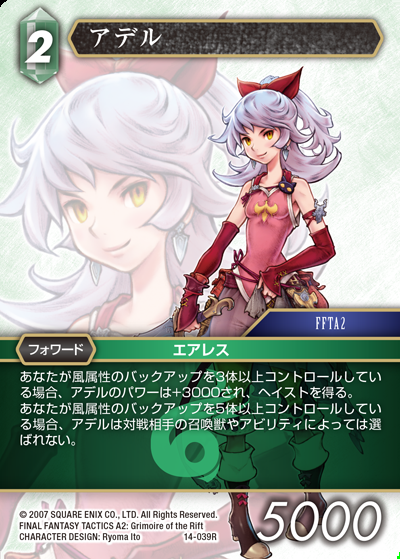 2
アデル
FFTA2
フォワード
エアレス
あなたが風属性のバックアップを3体以上コントロールしてい
る場合、アデルのパワーは+3000され、ヘイストを得る。
あなたが風属性のバックアップを5体以上コントロールしてい
る場合、アデルは対戦相手の召喚獣やアビリティによっては選
ばれない。
© 2007 SQUARE ENIX CO., LTD. All Rights Reserved.
FINAL FANTASY TACTICS A2: Grimoire of the Rift
CHARACTER DESIGN: Ryoma Ito 14-039R
5000